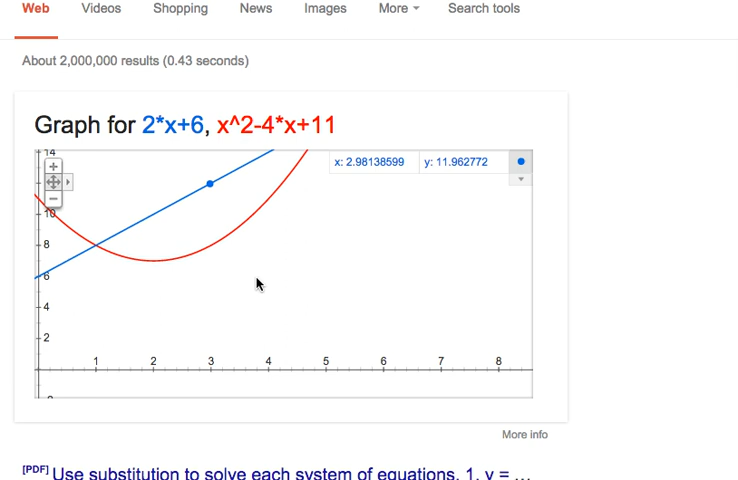 Web Videos Shopping News Images More Search tools
About 2,000,000 results (0.43 seconds)
Graph for 2*x+6, x^2-4*x+11
x: 2.98138599 y: 11.962772
14
10
8
6
4
2
1 2 3 4 5 6 7 8
More info
[PDF] Use substitution to solve each system of equations. 1. y = ...